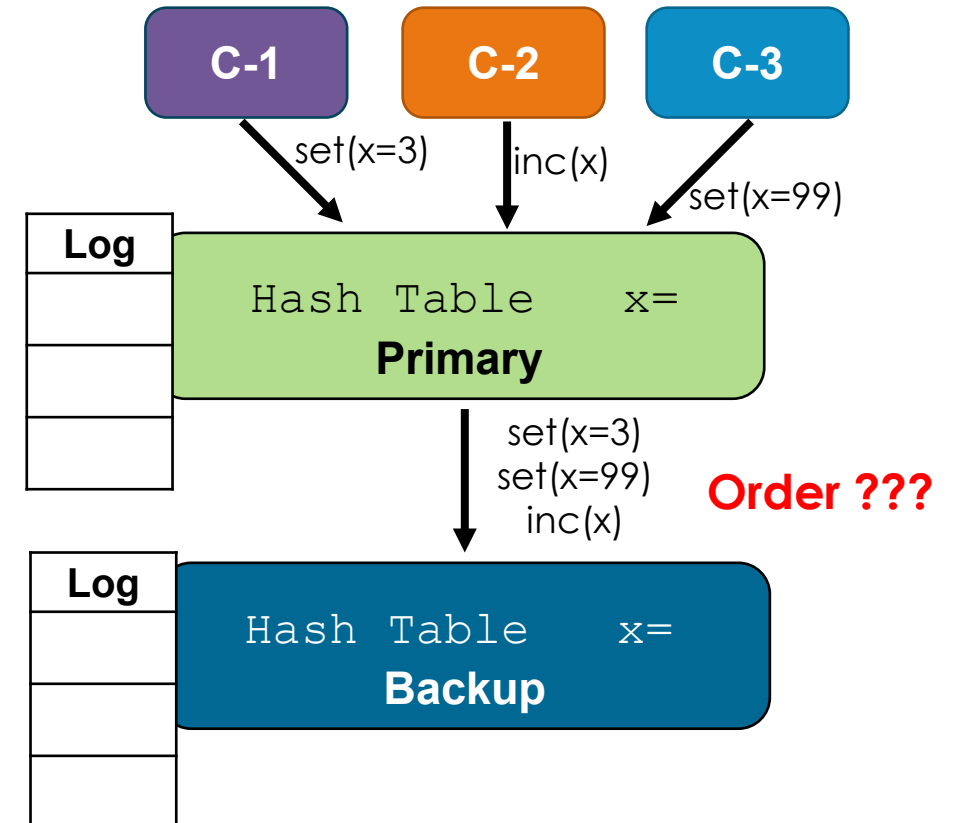 C-1
C-2
C-3
set(x=3)
inc(x)
set(x=99)
Log
Hash Table x=
Primary
set(x=3)
set(x=99)
inc(x)
Order ???
Log
Hash Table x=
Backup